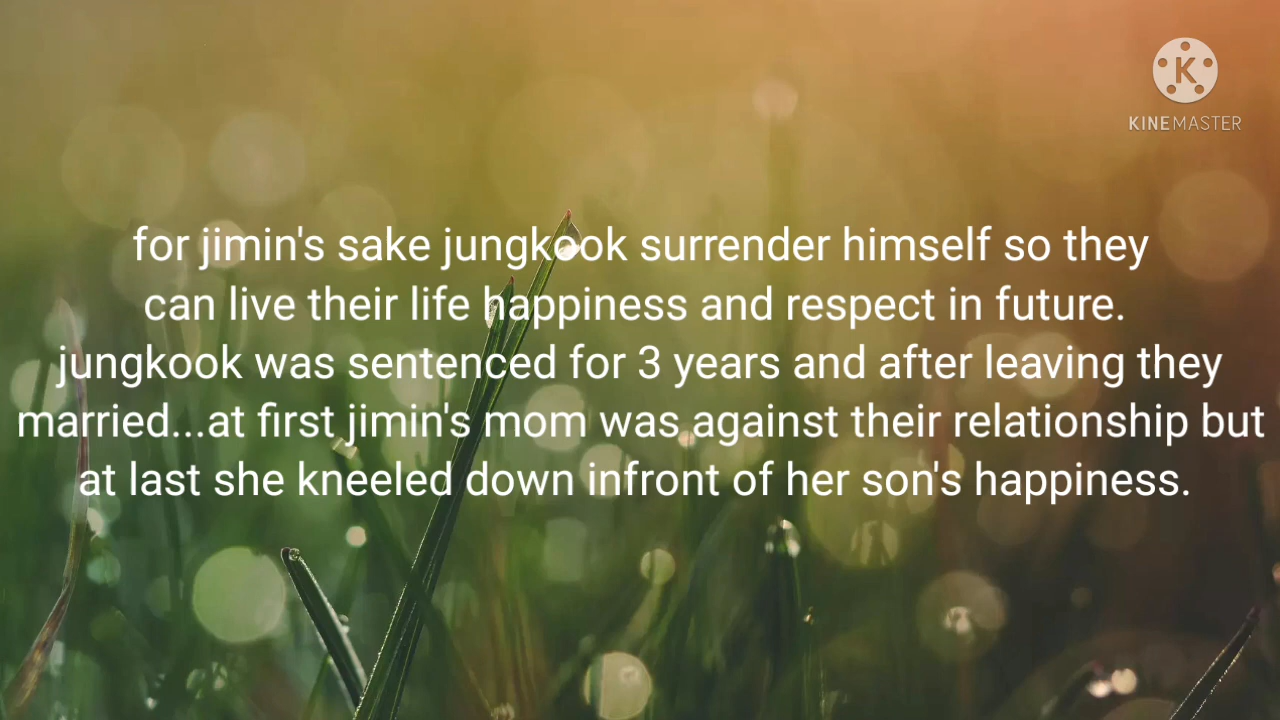 K
KINEMASTER
for jimin's sake jungkook surrender himself so they
can live their life happiness and respect in future.
jungkook was sentenced for 3 years and after leaving they
married...at first jimin's mom was against their relationship but
at last she kneeled down infront of her son's happiness.